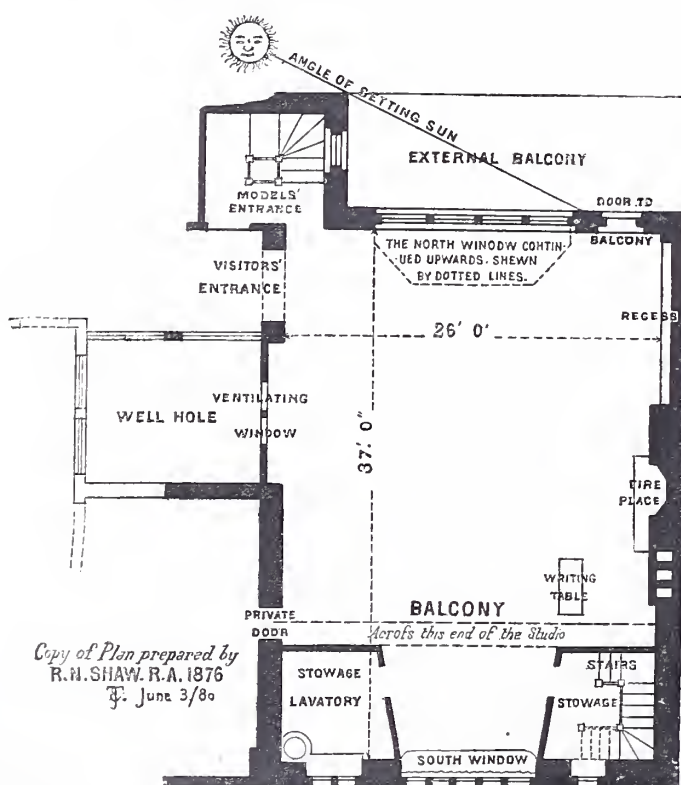 ANGLE OF SETTING SUN
EXTERNAL BALCONY
MODELS'
ENTRANCE
DOOR TO
BALCONY
THE NORTH WINDOW CONTIN-
UED UPWARDS. SHEWN
BY DOTTED LINES.
VISITORS'
ENTRANCE
RECESS
26' 0"
WELL HOLE
VENTILATING
WINDOW
37' 0"
FIRE
PLACE
WRITING
TABLE
PRIVATE
DOOR
BALCONY
Across this end of the Studio
Copy of Plan prepared by
R.N. SHAW. R.A. 1876
June 3/80
STOWAGE
LAVATORY
STAIRS
STOWAGE
SOUTH WINDOW